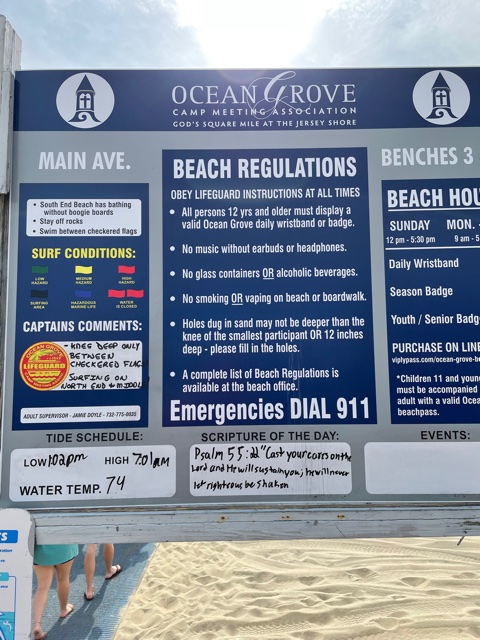 OCEAN GROVE
CAMP MEETING ASSOCIATION
GOD'S SQUARE MILE AT THE JERSEY SHORE
MAIN AVE.
• South End Beach has bathing
without boogie boards
• Stay off rocks
• Swim between checkered flags
SURF CONDITIONS:
LOW HAZARD
MEDIUM HAZARD
HIGH HAZARD
SURFING AREA
HAZARDOUS MARINE LIFE
WATER IS CLOSED
CAPTAINS COMMENTS:
OCEAN GROVE
LIFEGUARD
- KNEE DEEP ONLY
BETWEEN
CHECKERED FLAG
SURFING ON
NORTH END &
ADULT SUPERVISOR - JAMIE DOYLE - 732-775-0035
BEACH REGULATIONS
OBEY LIFEGUARD INSTRUCTIONS AT ALL TIMES
• All persons 12 yrs and older must display a
valid Ocean Grove daily wristband or badge.
• No music without earbuds or headphones.
• No glass containers OR alcoholic beverages.
• No smoking OR vaping on beach or boardwalk.
• Holes dug in sand may not be deeper than the
knee of the smallest participant OR 12 inches
deep - please fill in the holes.
• A complete list of Beach Regulations is
available at the beach office.
Emergencies DIAL 911
BENCHES 3
BEACH HOU
SUNDAY MON. -
12 pm - 5:30 pm 9 am - 5
Daily Wristband
Season Badge
Youth / Senior Badg
PURCHASE ON LINE
viplypass.com/ocean-grove-be
*Children 11 and youn
must be accompanied
adult with a valid Ocea
beachpass.
TIDE SCHEDULE:
LOW 1:02pm HIGH 7:01AM
WATER TEMP. 74
SCRIPTURE OF THE DAY:
Psalm 55:22 "Cast your cares on the
Lord and He will sustain you; he will never
let righteous be shaken
EVENTS: